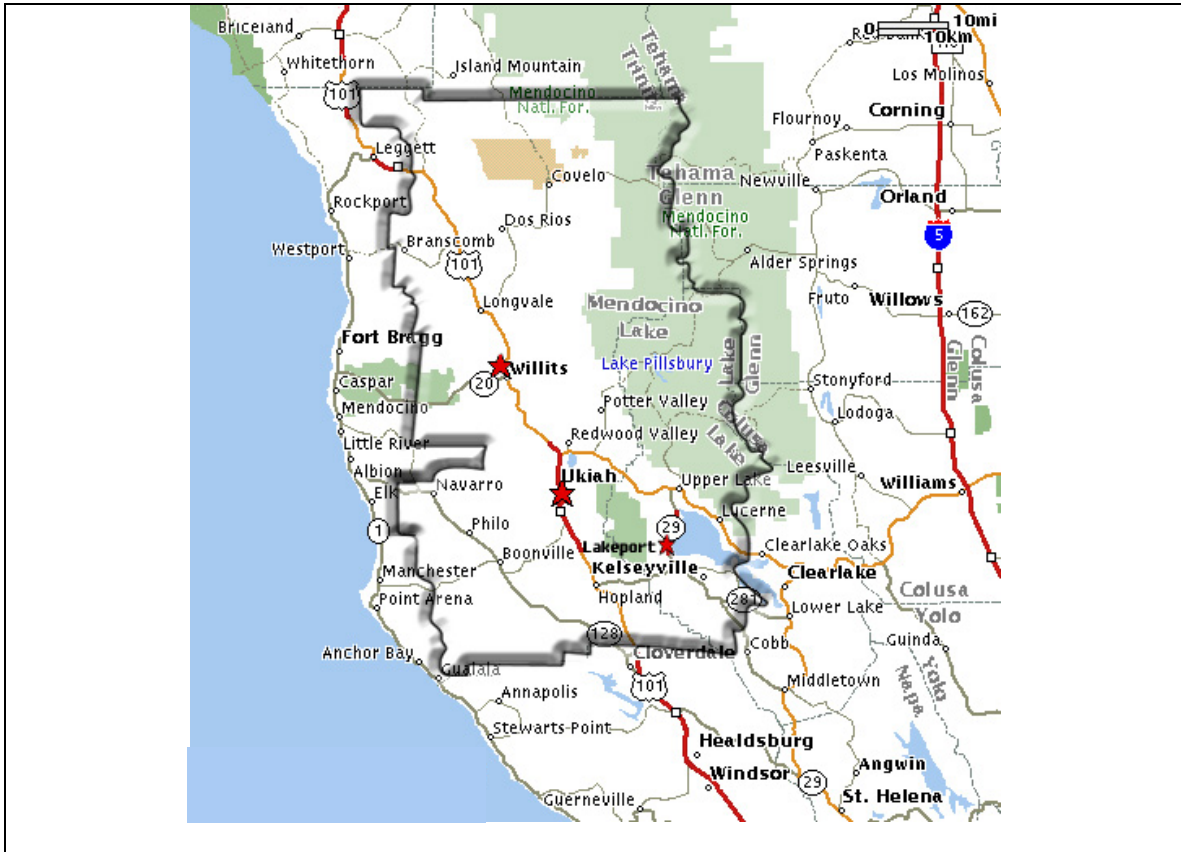 Briceland
Whitethorn
101
Island Mountain
Mendocino
Natl. For.
Tehama
Trinity
0
10mi
10km
Red Bank
Los Molinos
Corning
Flournoy
Paskenta
Leggett
Covelo
Tehama
Glenn
Newville
Orland
Rockport
Dos Rios
Mendocino
Natl. For.
5
Westport
Branscomb
101
Alder Springs
Longvale
Mendocino
Lake
Fruto
Willows
162
Fort Bragg
Lake
Glenn
Glenn
Colusa
Willits
Lake Pillsbury
20
Caspar
Stonyford
Mendocino
Potter Valley
Colusa
Lake
Lodoga
Little River
Redwood Valley
Albion
Leesville
Ukiah
Upper Lake
Williams
Elk
Navarro
Lucerne
1
Philo
29
Lakeport
Boonville
Clearlake Oaks
Kelseyville
Clearlake
Manchester
Hopland
281
Colusa
Yolo
Point Arena
Lower Lake
128
Guinda
Anchor Bay
Cloverdale
Cobb
Gualala
101
Middletown
Yolo
Napa
Annapolis
Stewarts-Point
Healdsburg
Windsor
Angwin
29
Guerneville
St. Helena